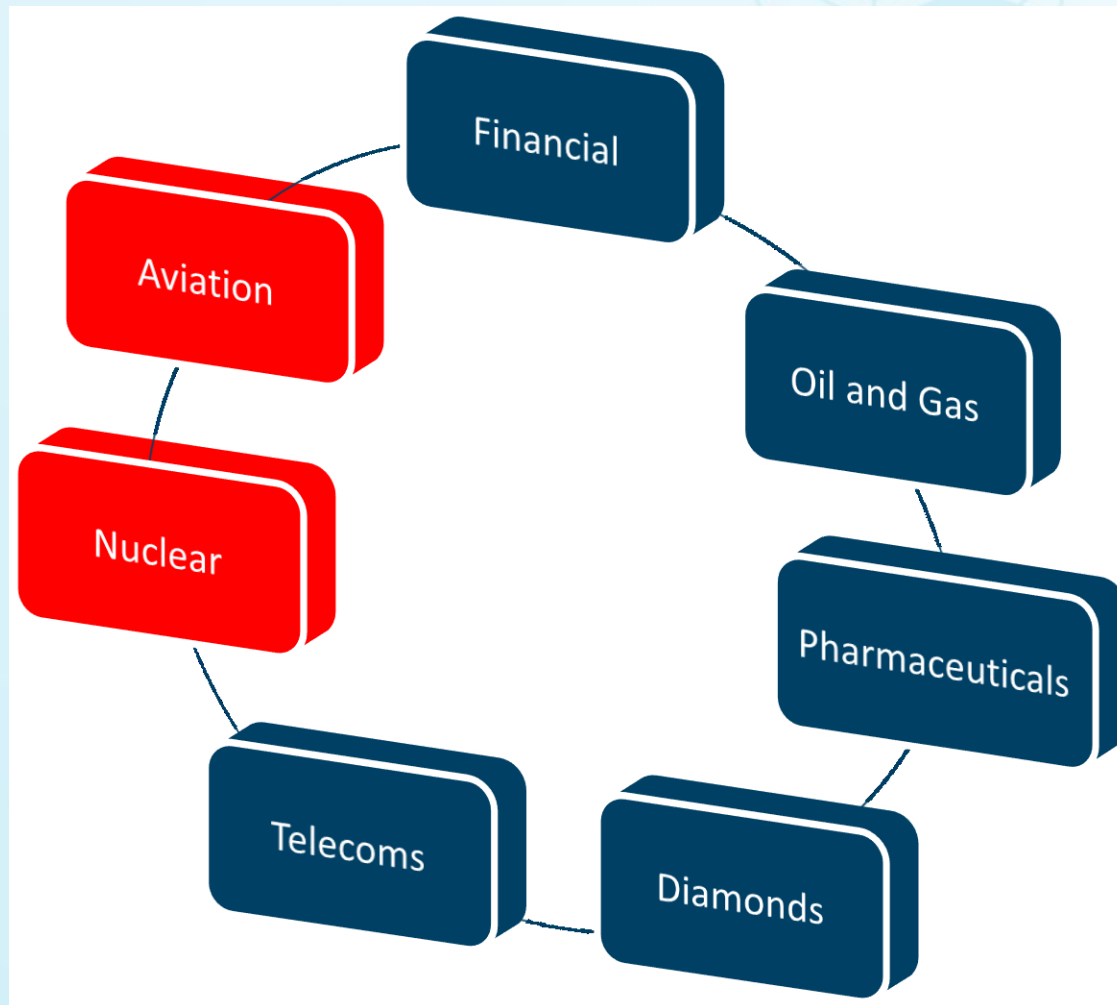 Financial
Oil and Gas
Pharmaceuticals
Diamonds
Telecoms
Nuclear
Aviation